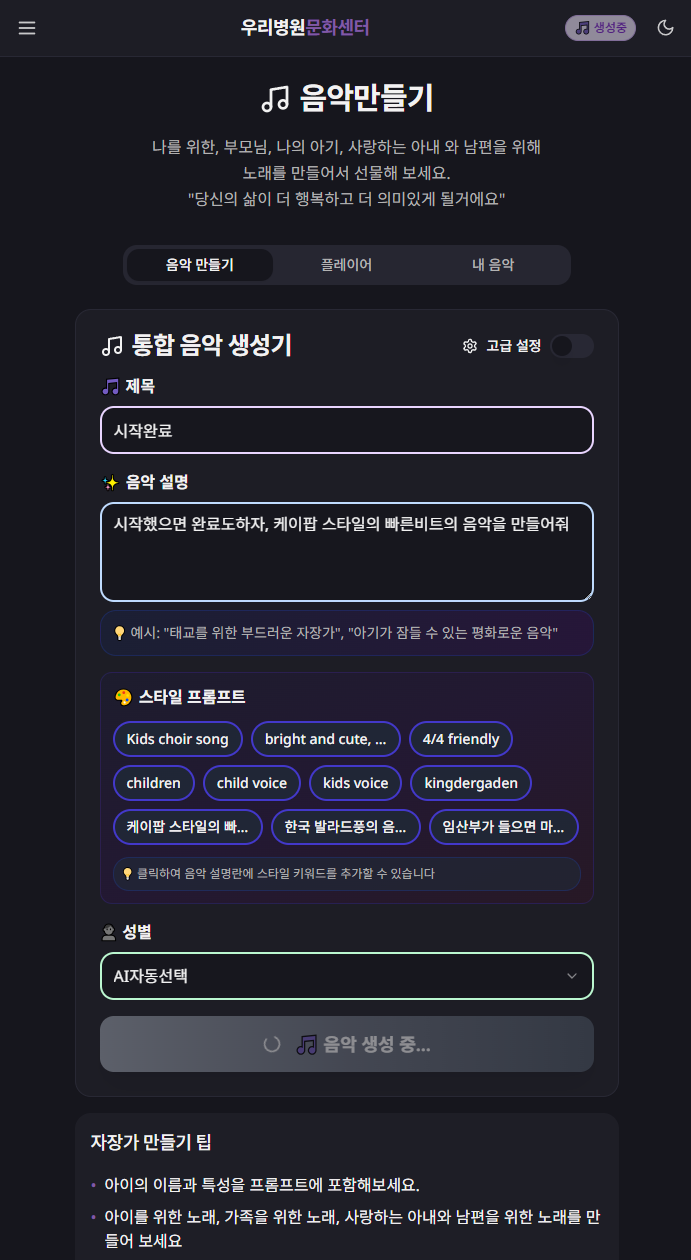 우리병원문화센터
생성중
음악만들기
나를 위한, 부모님, 나의 아기, 사랑하는 아내 와 남편을 위해
노래를 만들어서 선물해 보세요.
"당신의 삶이 더 행복하고 더 의미있게 될거에요"
음악 만들기 플레이어 내 음악
통합 음악 생성기 고급 설정
제목
시작완료
음악 설명
시작했으면 완료도하자, 케이팝 스타일의 빠른비트의 음악을 만들어줘
예시: "태교를 위한 부드러운 자장가", "아기가 잠들 수 있는 평화로운 음악"
스타일 프롬프트
Kids choir song bright and cute, ... 4/4 friendly
children child voice kids voice kingdergaden
케이팝 스타일의 빠... 한국 발라드풍의 음... 임산부가 들으면 마...
클릭하여 음악 설명란에 스타일 키워드를 추가할 수 있습니다
성별
AI자동선택
음악 생성 중...
자장가 만들기 팁
• 아이의 이름과 특성을 프롬프트에 포함해보세요.
• 아이를 위한 노래, 가족을 위한 노래, 사랑하는 아내와 남편을 위한 노래를 만
들어 보세요